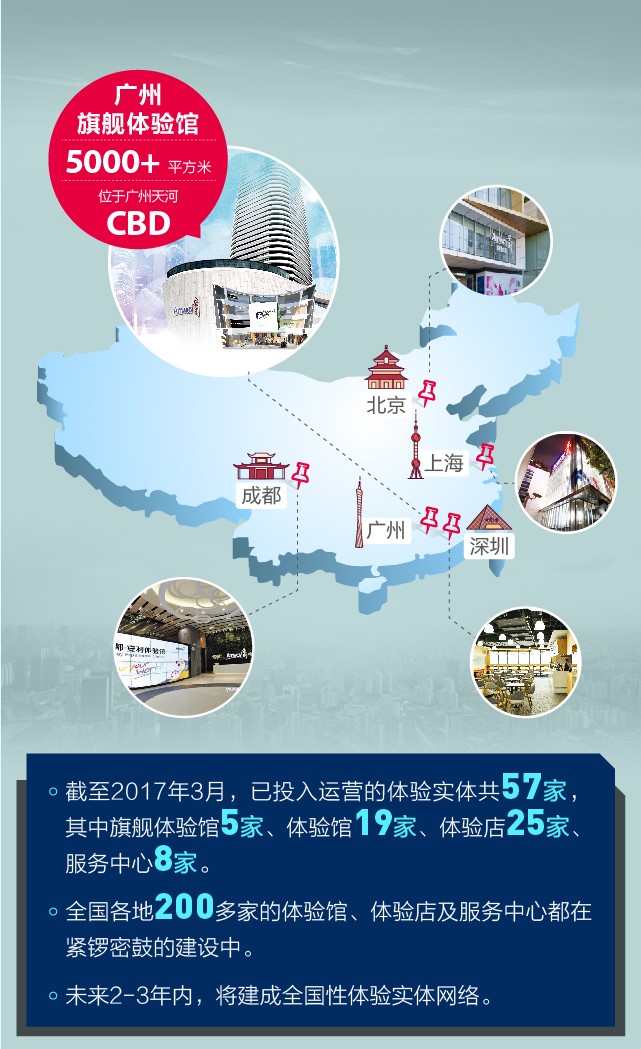 广州
旗舰体验馆
5000+ 平方米
位于广州天河
CBD
Amway
北京
上海
成都
广州
深圳
安利体验馆
截至2017年3月，已投入运营的体验实体共57家，
其中旗舰体验馆5家、体验馆19家、体验店25家、
服务中心8家。
全国各地200多家的体验馆、体验店及服务中心都在
紧锣密鼓的建设中。
未来2-3年内，将建成全国性体验实体网络。